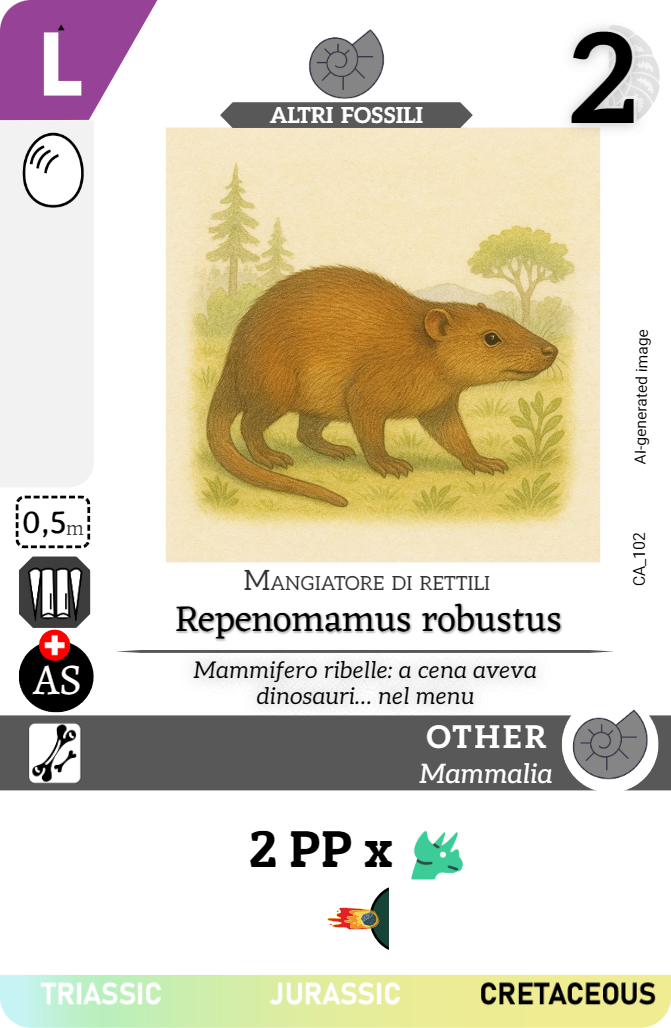 L
2
ALTRI FOSSILI
AI-generated image
CA_102
0,5m
AS
Mangiatore di rettili
Repenomamus robustus
Mammifero ribelle: a cena aveva
dinosauri... nel menu
OTHER
Mammalia
2 PP x
TRIASSIC JURASSIC CRETACEOUS